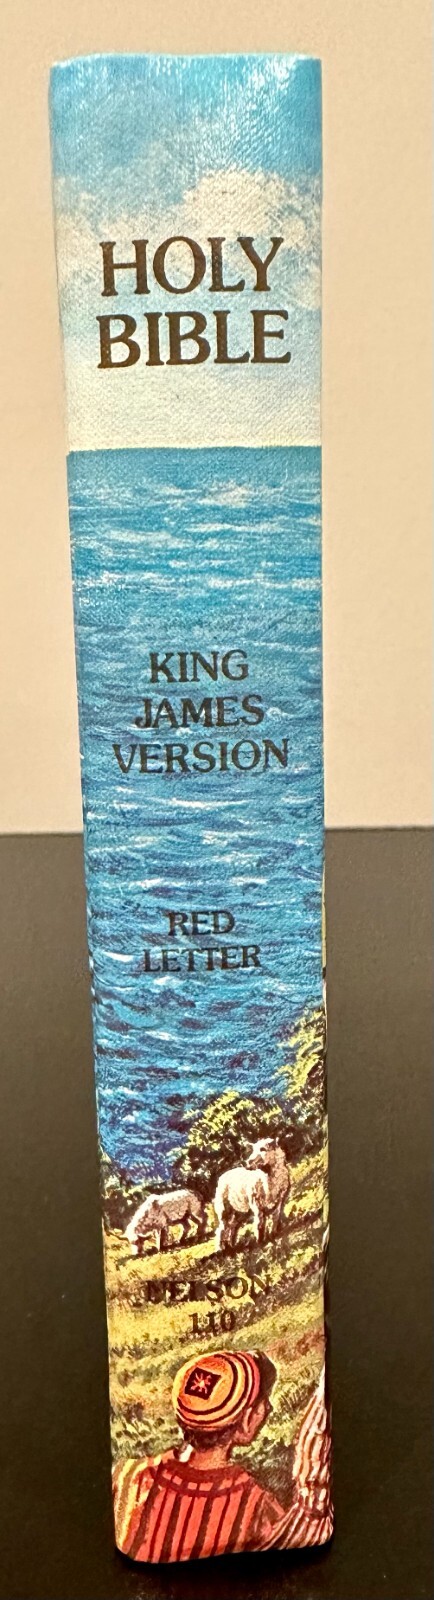 HOLY
BIBLE
KING
JAMES
VERSION
RED
LETTER
NELSON
110